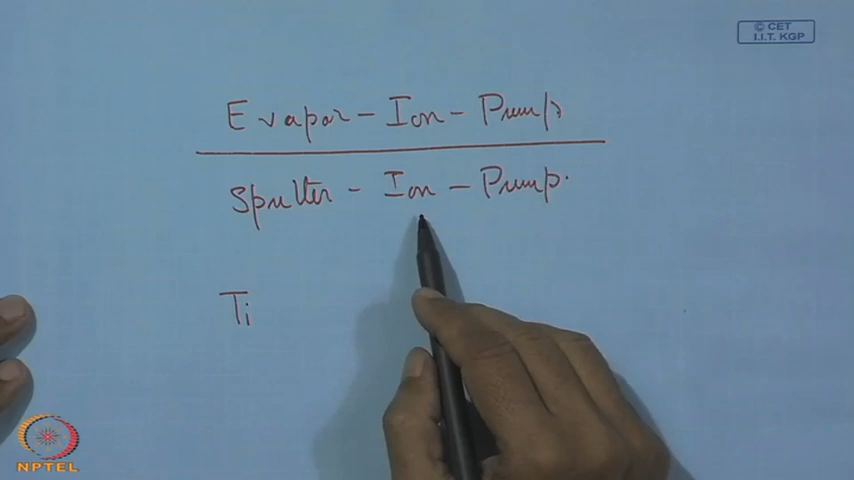 © CET
I.I.T. KGP
Evapor - Ion - Pump
Sputter - Ion - Pump.
Ti
NPTEL